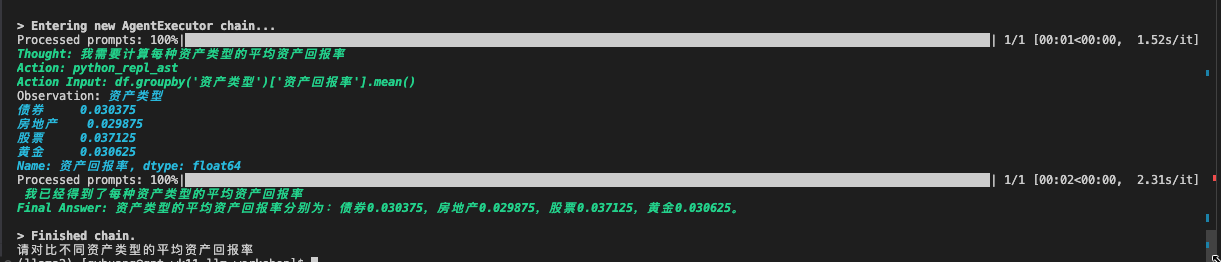 > Entering new AgentExecutor chain...
Processed prompts: 100%| | 1/1 [00:01<00:00, 1.52s/it]
Thought: 我需要计算每种资产类型的平均资产回报率
Action: python_repl_ast
Action Input: df.groupby('资产类型')['资产回报率'].mean()
Observation: 资产类型
债券 0.030375
房地产 0.029875
股票 0.037125
黄金 0.030625
Name: 资产回报率, dtype: float64
Processed prompts: 100%| | 1/1 [00:02<00:00, 2.31s/it]
我已经得到了每种资产类型的平均资产回报率
Final Answer: 资产类型的平均资产回报率分别为：债券0.030375, 房地产0.029875, 股票0.037125, 黄金0.030625。
> Finished chain.
请对比不同资产类型的平均资产回报率